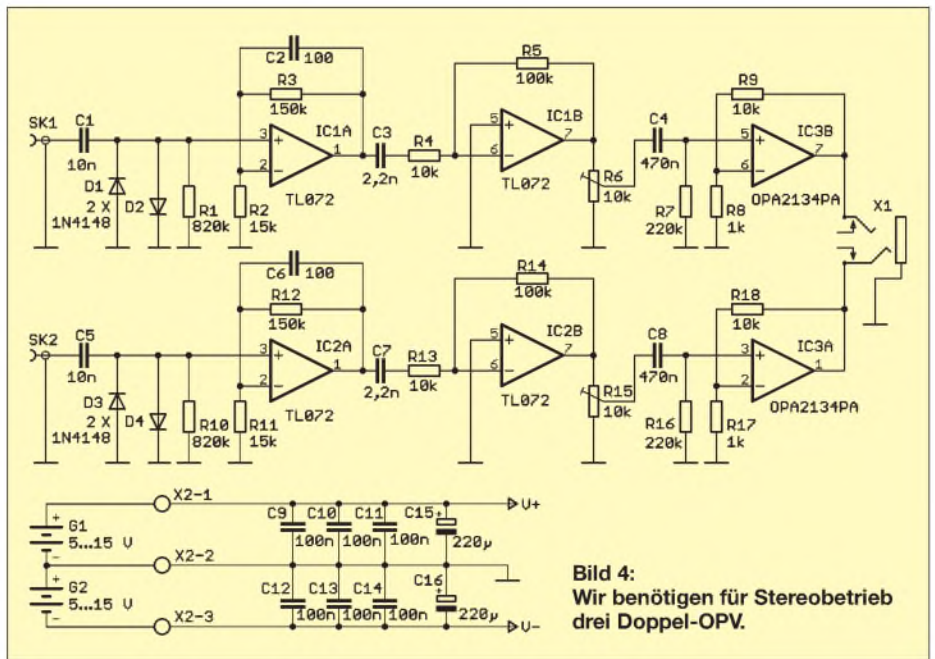 C2 100
R3
150k
SK1
C1
10n
D1
2 X
1N4148
D2
R1
820k
R2
15k
3
2
1
+
−
IC1A
TL072
C3
2,2n
R4
10k
R5
100k
5
6
7
+
−
IC1B
TL072
R6
10k
C4
470n
R7
220k
R8
1k
R9
10k
5
6
7
+
−
IC3B
OPA2134PA
X1
C6 100
R12
150k
SK2
C5
10n
D3
2 X
1N4148
D4
R10
820k
R11
15k
3
2
1
+
−
IC2A
TL072
C7
2,2n
R13
10k
R14
100k
5
6
7
+
−
IC2B
TL072
R15
10k
C8
470n
R16
220k
R17
1k
R18
10k
3
2
1
+
−
IC3A
OPA2134PA
X2-1
+
G1
5...15 V
−
X2-2
+
G2
5...15 V
−
X2-3
C9
100n
C10
100n
C11
100n
C15
+
220µ
V+
C12
100n
C13
100n
C14
100n
C16
+
220µ
V-
Bild 4:
Wir benötigen für Stereobetrieb
drei Doppel-OPV.